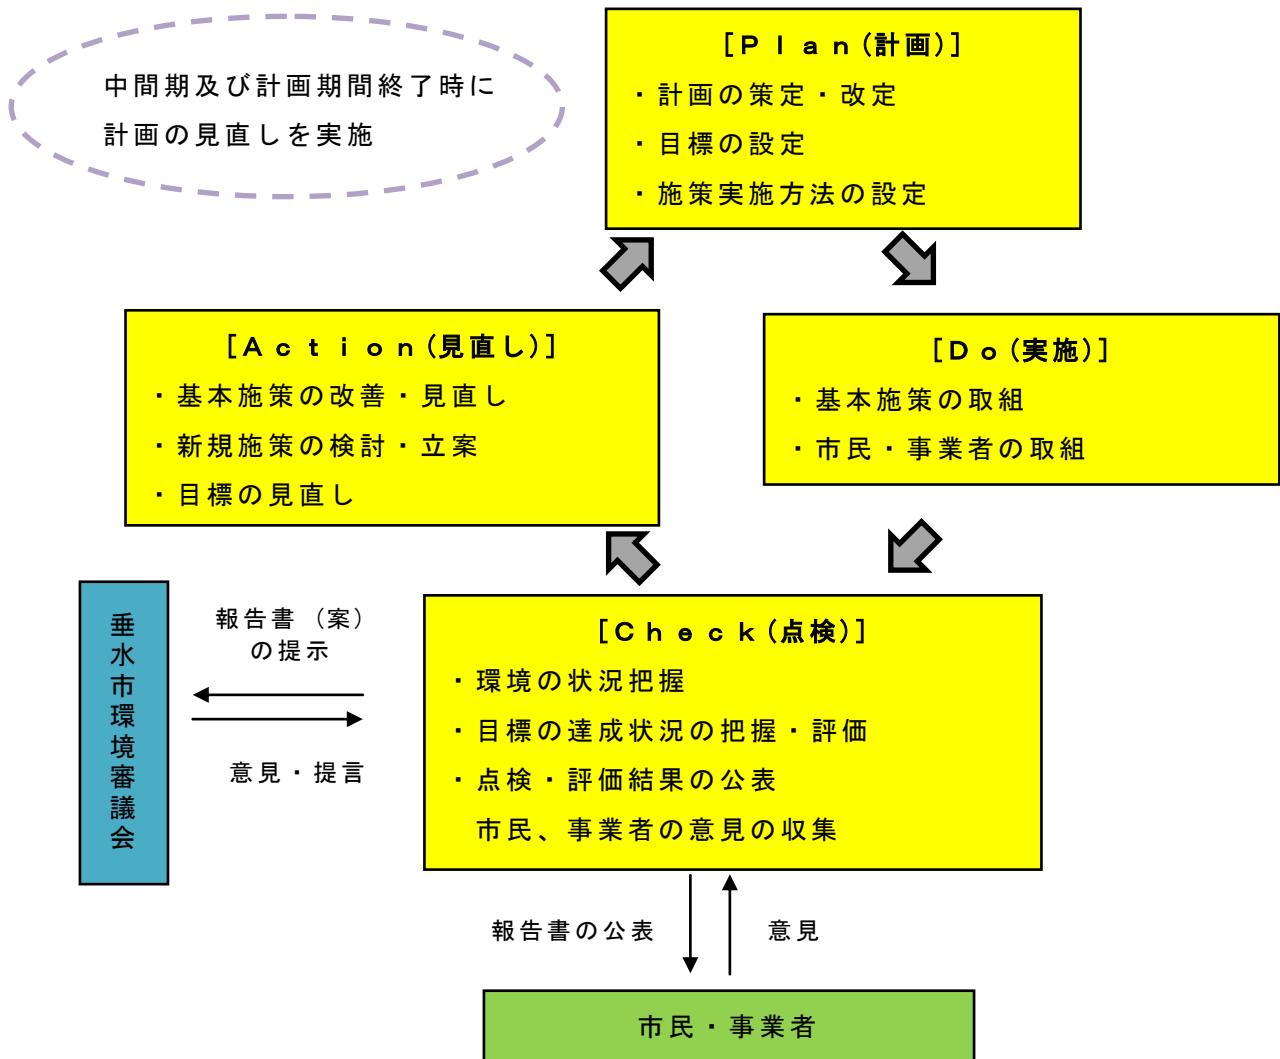 中間期及び計画期間終了時に
計画の見直しを実施
[Plan(計画)]
・計画の策定・改定
・目標の設定
・施策実施方法の設定
[Action(見直し)]
・基本施策の改善・見直し
・新規施策の検討・立案
・目標の見直し
[Do(実施)]
・基本施策の取組
・市民・事業者の取組
垂水市環境審議会
報告書(案)
の提示
意見・提言
[Check(点検)]
・環境の状況把握
・目標の達成状況の把握・評価
・点検・評価結果の公表
市民、事業者の意見の収集
報告書の公表
意見
市民・事業者